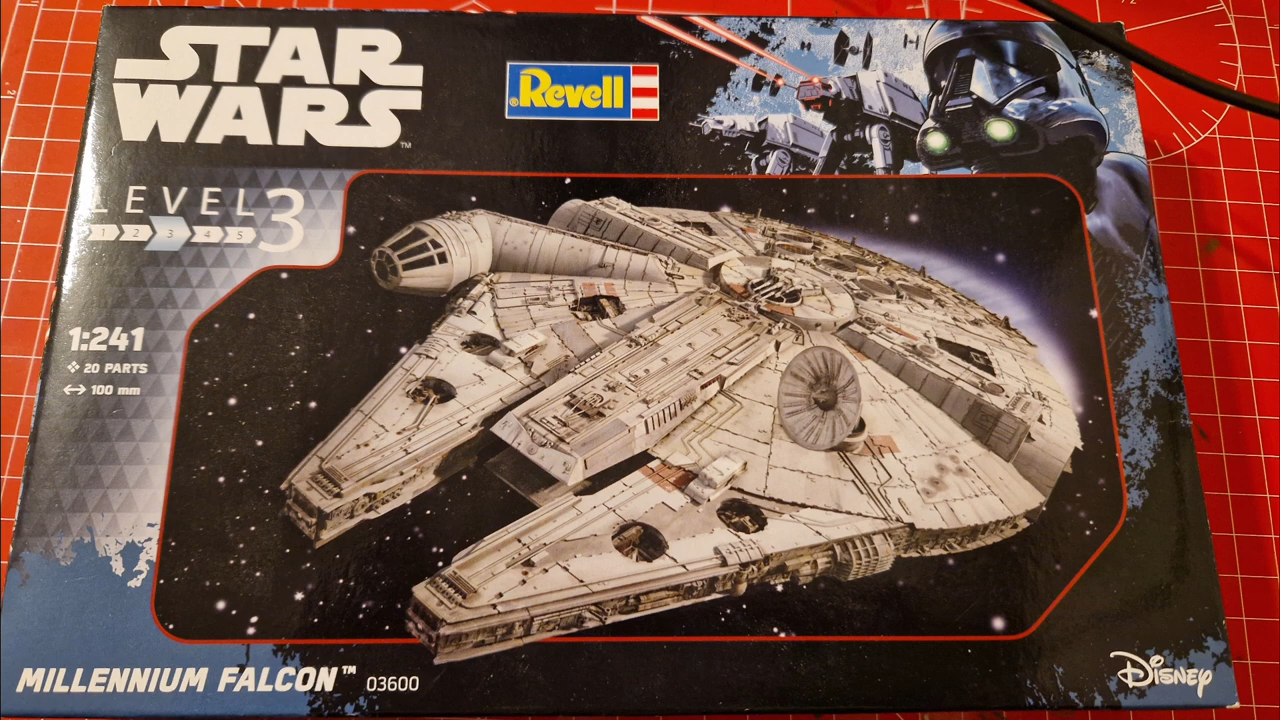 STAR
WARS™
®Revell
LEVEL 3
1 2 3 4 5
1:241
20 PARTS
100 mm
MILLENNIUM FALCON™ 03600
Disney